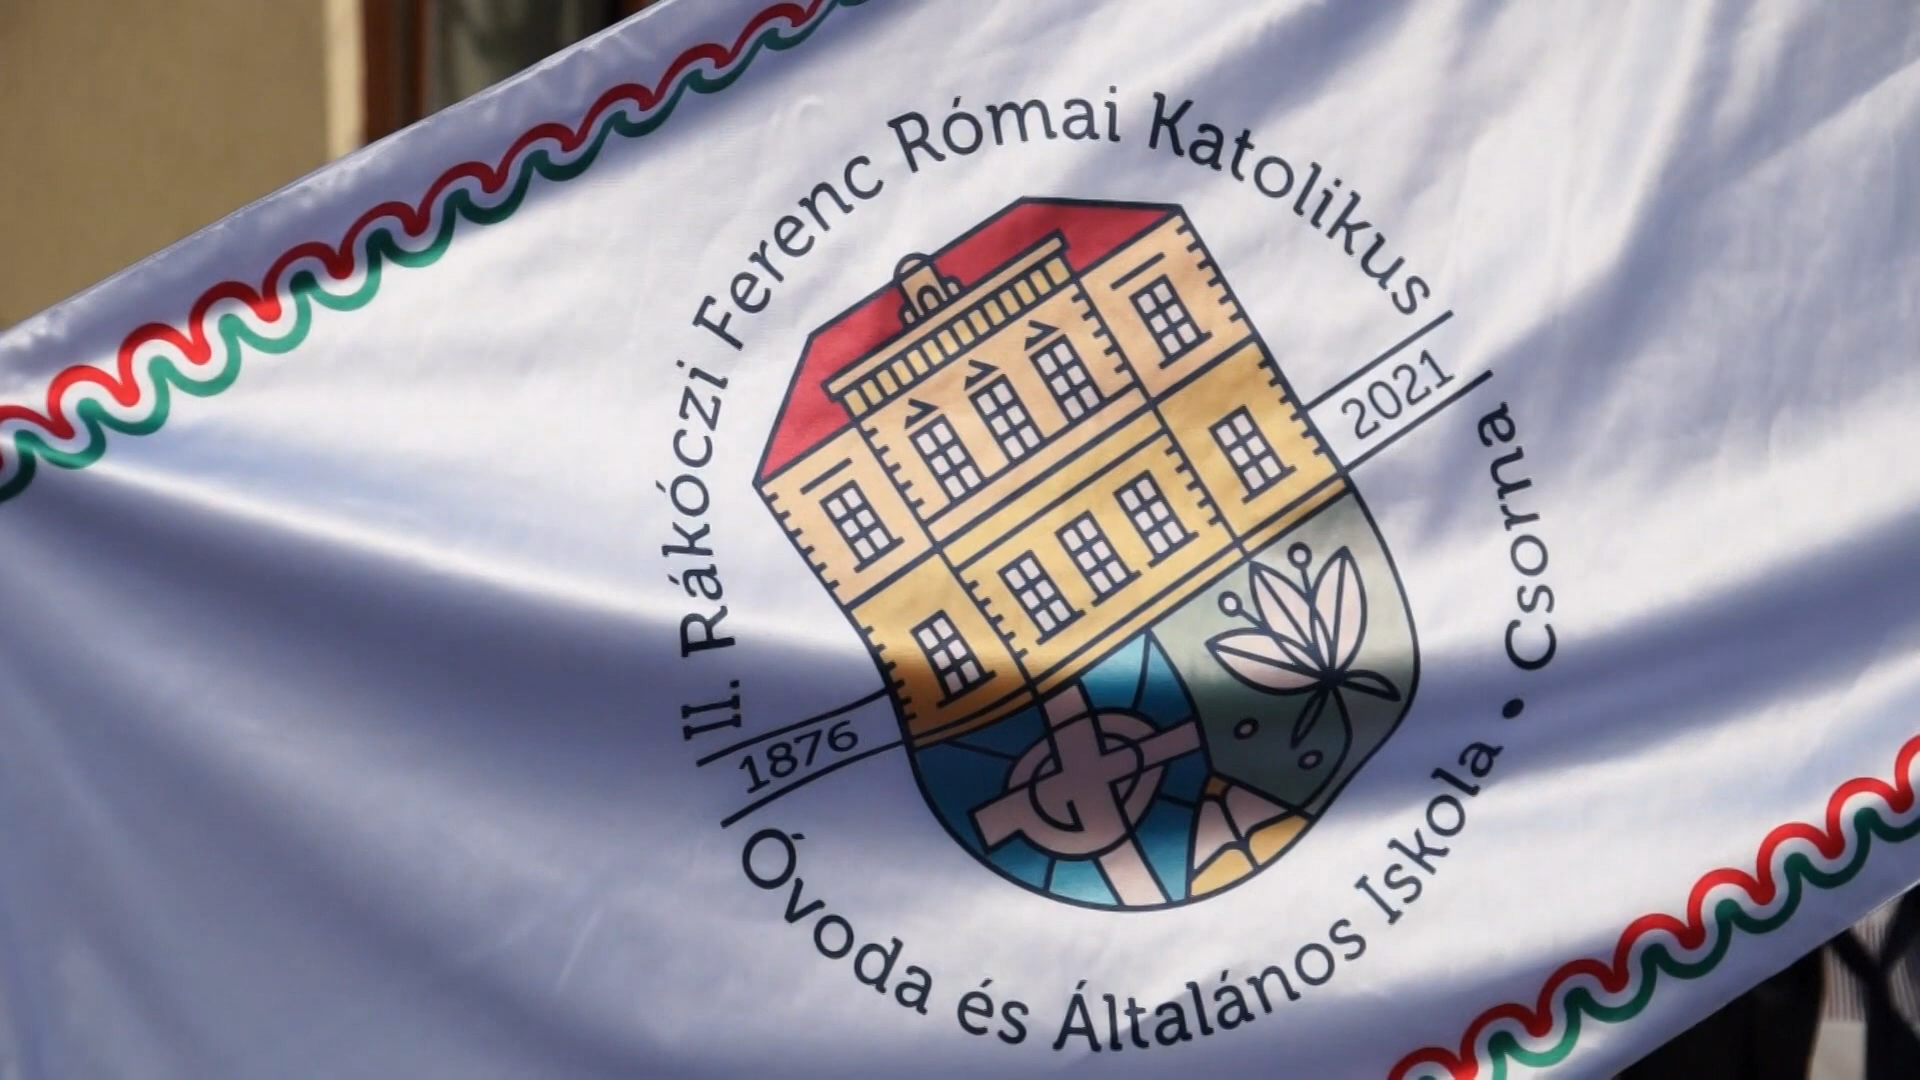 II. Rákóczi Ferenc Római Katolikus
1876
2021
Óvoda és Általános Iskola • Csorna